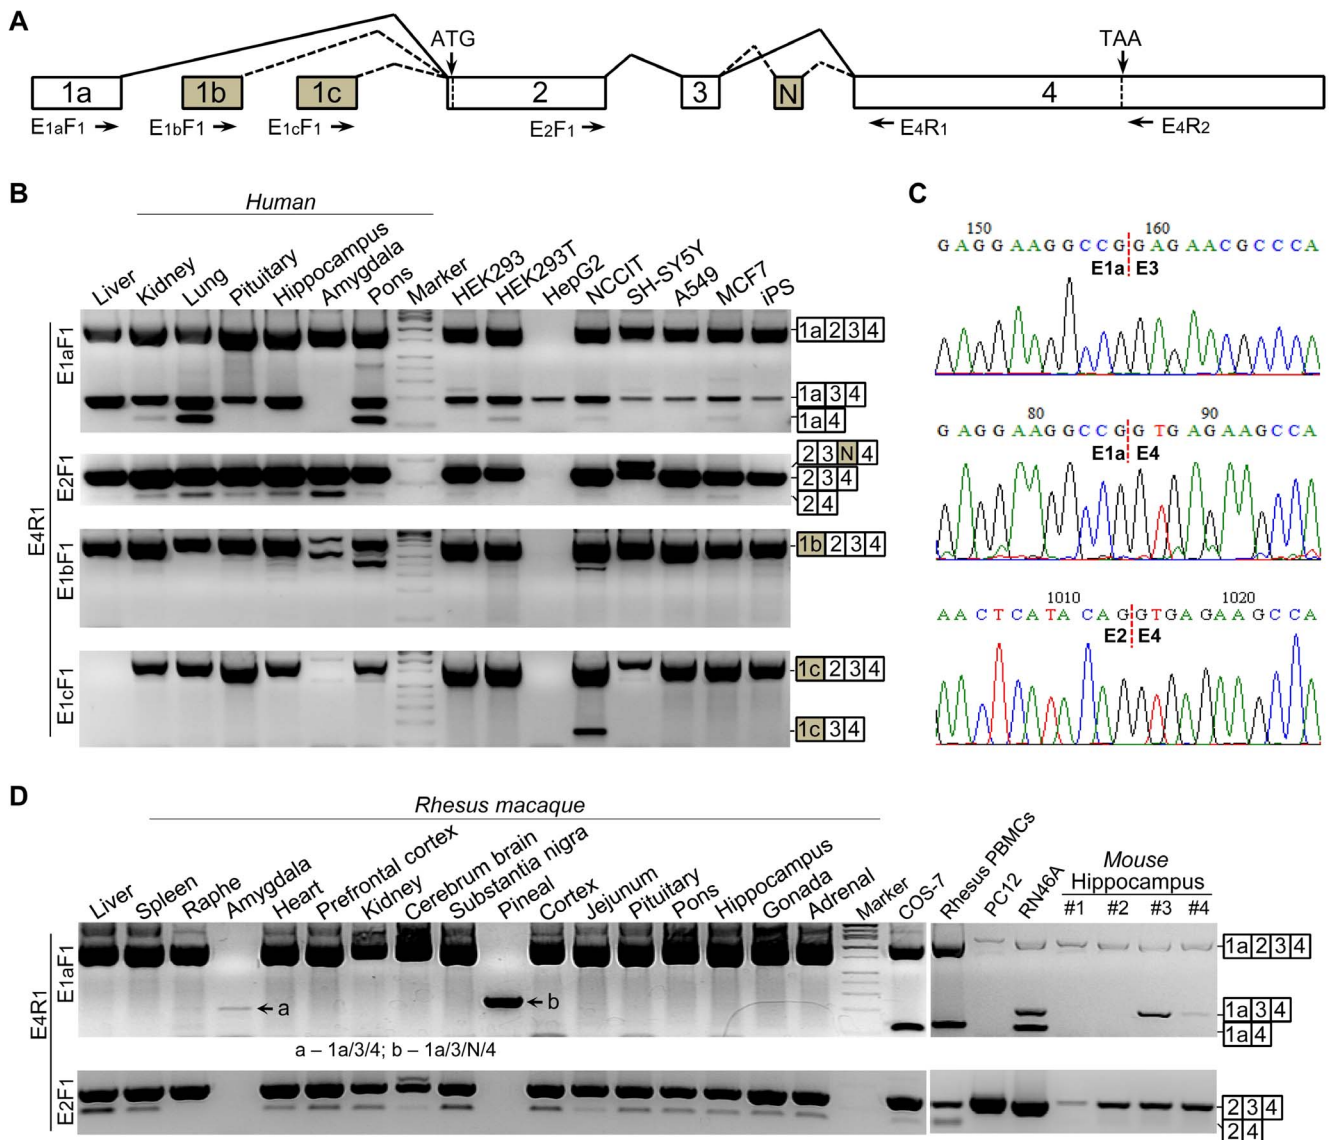 A
ATG
TAA
1a
1b
1c
2
3
N
4
E1aF1
E1bF1
E1cF1
E2F1
E4R1
E4R2
B
Human
Liver
Kidney
Lung
Pituitary
Hippocampus
Amygdala
Pons
Marker
HEK293
HEK293T
HepG2
NCCIT
SH-SY5Y
A549
MCF7
iPS
E4R1
E1aF1
1a 2 3 4
1a 3 4
1a 4
E2F1
2 3 N 4
2 3 4
2 4
E1bF1
1b 2 3 4
E1cF1
1c 2 3 4
1c 3 4
C
150 160
G A G G A A G G C C G G A G A A C G C C C A
E1a E3
80 90
G A G G A A G G C C G G T G A G A A G C C A
E1a E4
1010 1020
A A C T C A T A C A G G T G A G A A G C C A
E2 E4
D
Rhesus macaque
Liver
Spleen
Raphe
Amygdala
Heart
Prefrontal cortex
Kidney
Cerebrum brain
Substantia nigra
Pineal
Cortex
Jejunum
Pituitary
Pons
Hippocampus
Gonada
Adrenal
Marker
COS-7
Rhesus PBMCs
PC12
RN46A
Mouse
Hippocampus
#1 #2 #3 #4
E4R1
E1aF1
a
b
1a 2 3 4
1a 3 4
1a 4
a – 1a/3/4; b – 1a/3/N/4
E2F1
2 3 4
2 4